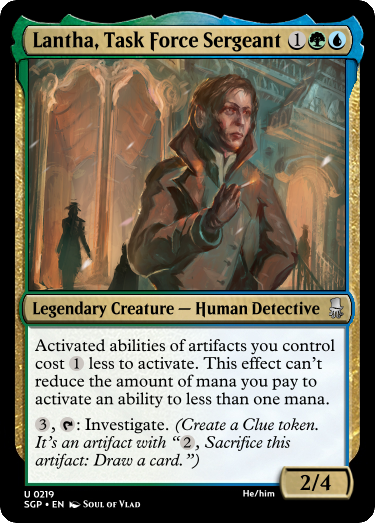 Lantha, Task Force Sergeant 1
Legendary Creature — Human Detective
Activated abilities of artifacts you control
cost 1 less to activate. This effect can't
reduce the amount of mana you pay to
activate an ability to less than one mana.
3, : Investigate. (Create a Clue token.
It's an artifact with “2, Sacrifice this
artifact: Draw a card.”)
2/4
U 0219 He/him
SGP • EN Soul of Vlad